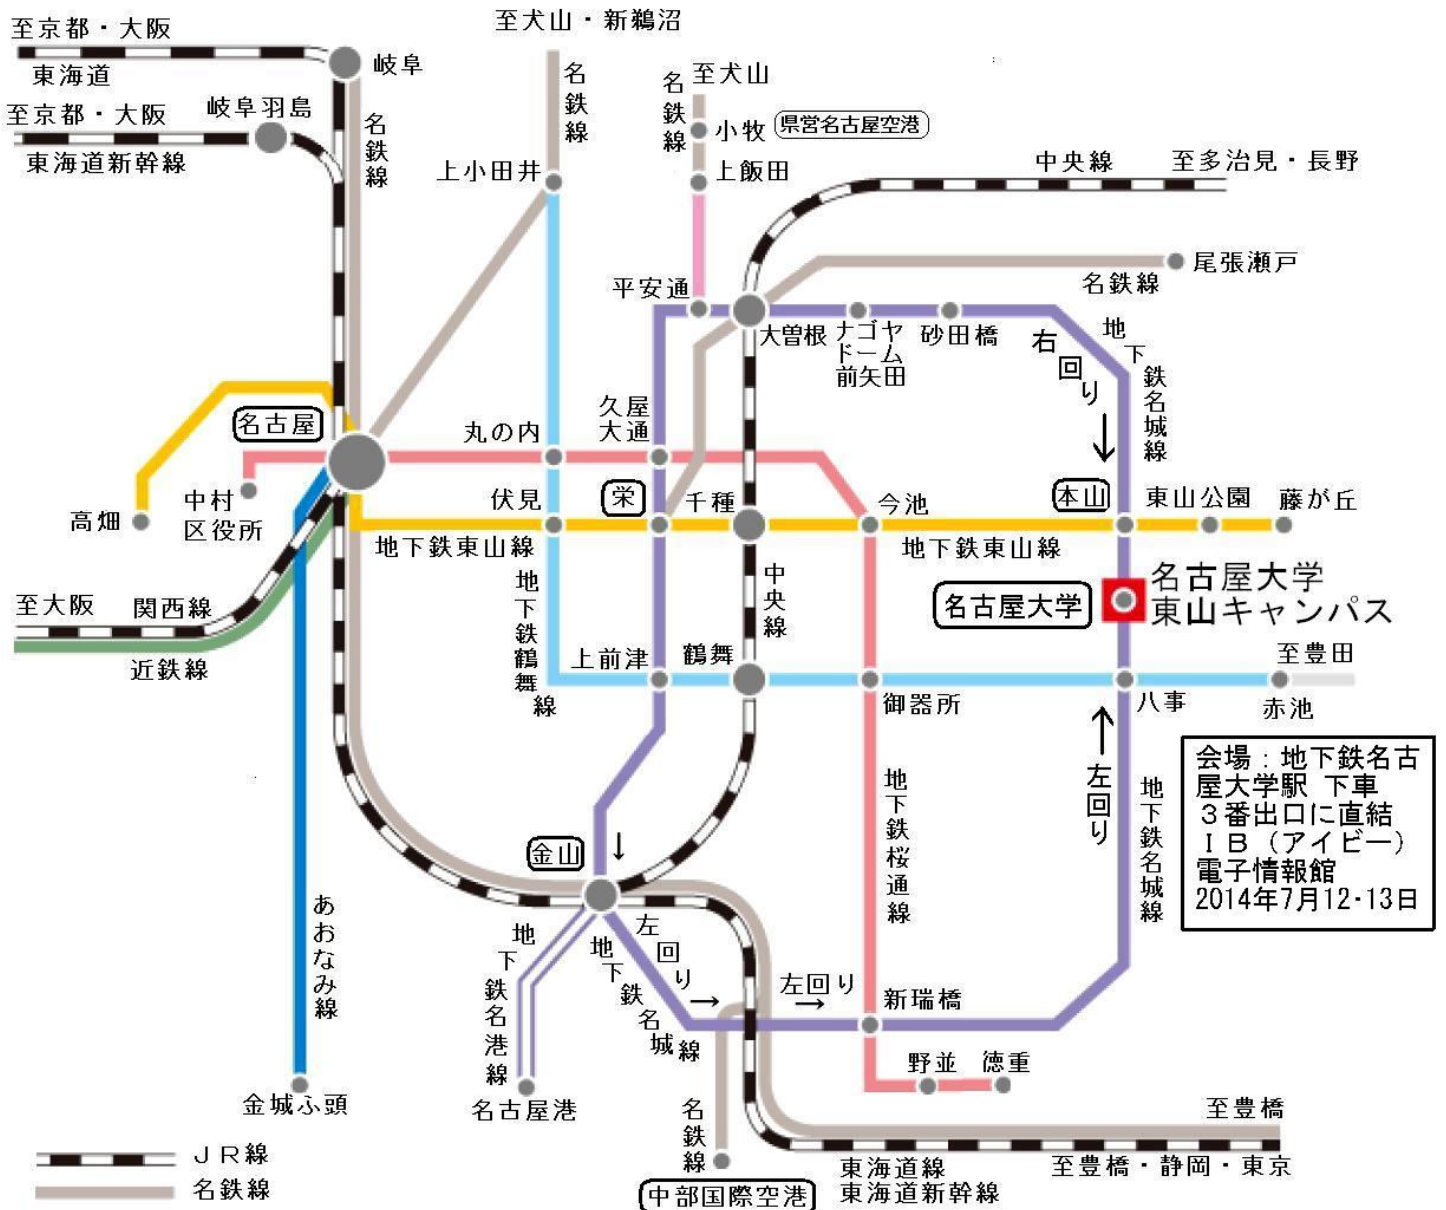 至京都・大阪
東海道
岐阜
至犬山・新鵜沼
名鉄線
至犬山
名鉄線
小牧
県営名古屋空港
至京都・大阪
岐阜羽島
東海道新幹線
名鉄線
上小田井
上飯田
中央線
至多治見・長野
尾張瀬戸
名鉄線
平安通
大曽根
ナゴヤ
ドーム
前矢田
砂田橋
右回り
↓
地下鉄名城線
名古屋
丸の内
久屋
大通
高畑
中村
区役所
伏見
栄
千種
今池
本山
東山公園
藤が丘
地下鉄東山線
地下鉄東山線
至大阪
関西線
近鉄線
地下鉄鶴舞線
中央線
名古屋大学
名古屋大学
東山キャンパス
上前津
鶴舞
御器所
八事
至豊田
赤池
↑
左回り
地下鉄名城線
会場：地下鉄名古
屋大学駅 下車
３番出口に直結
ＩＢ（アイビー）
電子情報館
2014年7月12・13日
地下鉄桜通線
金山
↓
あおなみ線
地下鉄名港線
地下鉄名城線
左回り
→
左回り
→
新瑞橋
野並
徳重
金城ふ頭
名古屋港
名鉄線
中部国際空港
至豊橋
東海道線
東海道新幹線
至豊橋・静岡・東京
ＪＲ線
名鉄線